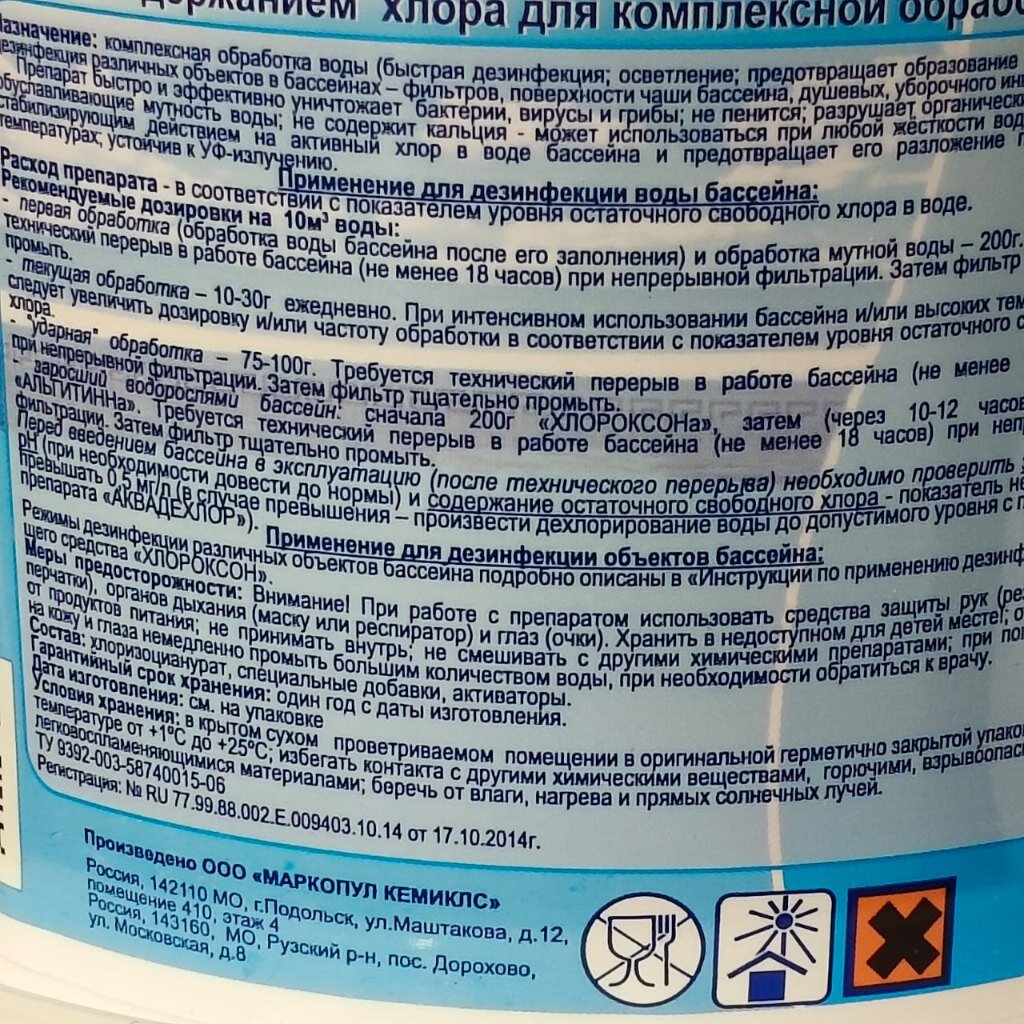 держанием хлора для комплексной обраб
Назначение: комплексная обработка воды (быстрая дезинфекция; осветление; предотвращает образование
дезинфекция различных объектов в бассейнах – фильтров, поверхности чаши бассейна, душевых, уборочного
Препарат быстро и эффективно уничтожает бактерии, вирусы и грибы; не пенится; разрушает
обуславливающие мутность воды; не содержит кальция - может использоваться при любой жёсткости
стабилизирующим действием на активный хлор в воде бассейна и предотвращает его разложение
температурах; устойчив к УФ-излучению.
Применение для дезинфекции воды бассейна:
Расход препарата - в соответствии с показателем уровня остаточного свободного хлора в воде.
Рекомендуемые дозировки на 10м³ воды:
- первая обработка (обработка воды бассейна после его заполнения) и обработка мутной воды – 200г.
технический перерыв в работе бассейна (не менее 18 часов) при непрерывной фильтрации. Затем фильтр
промыть.
- текущая обработка – 10-30г ежедневно. При интенсивном использовании бассейна и/или высоких тем
следует увеличить дозировку и/или частоту обработки в соответствии с показателем уровня остаточного с
хлора.
- "ударная" обработка – 75-100г. Требуется технический перерыв в работе бассейна (не менее
при непрерывной фильтрации. Затем фильтр тщательно промыть.
- заросший водорослями бассейн: сначала 200г «ХЛОРОКСОНа», затем (через 10-12 часов
«АЛЬГИТИННа». Требуется технический перерыв в работе бассейна (не менее 18 часов) при неп
фильтрации. Затем фильтр тщательно промыть.
Перед введением бассейна в эксплуатацию (после технического перерыва) необходимо проверить
pH (при необходимости довести до нормы) и содержание остаточного свободного хлора - показатель не
превышать 0,5 мг/л (в случае превышения – произвести дехлорирование воды до допустимого уровня с п
препарата «АКВАДЕХЛОР»).
Применение для дезинфекции объектов бассейна:
Режимы дезинфекции различных объектов бассейна подробно описаны в «Инструкции по применению дезинф
щего средства «ХЛОРОКСОН».
Меры предосторожности: Внимание! При работе с препаратом использовать средства защиты рук (рез
перчатки), органов дыхания (маску или респиратор) и глаз (очки). Хранить в недоступном для детей месте!, от
от продуктов питания; не принимать внутрь; не смешивать с другими химическими препаратами; при поп
на кожу и глаза немедленно промыть большим количеством воды, при необходимости обратиться к врачу.
Состав: хлоризоцианурат, специальные добавки, активаторы.
Гарантийный срок хранения: один год с даты изготовления.
Дата изготовления: см. на упаковке
Условия хранения: в крытом сухом проветриваемом помещении в оригинальной герметично закрытой упаков
температуре от +1ºС до +25ºС; избегать контакта с другими химическими веществами, горючими, взрывоопас
легковоспламеняющимися материалами; беречь от влаги, нагрева и прямых солнечных лучей.
ТУ 9392-003-58740015-06
Регистрация: № RU 77.99.88.002.Е.009403.10.14 от 17.10.2014г.
Произведено ООО «МАРКОПУЛ КЕМИКЛС»
Россия, 142110 МО, г.Подольск, ул.Маштакова, д.12,
помещение 410, этаж 4
Россия, 143160, МО, Рузский р-н, пос. Дорохово,
ул. Московская, д.8